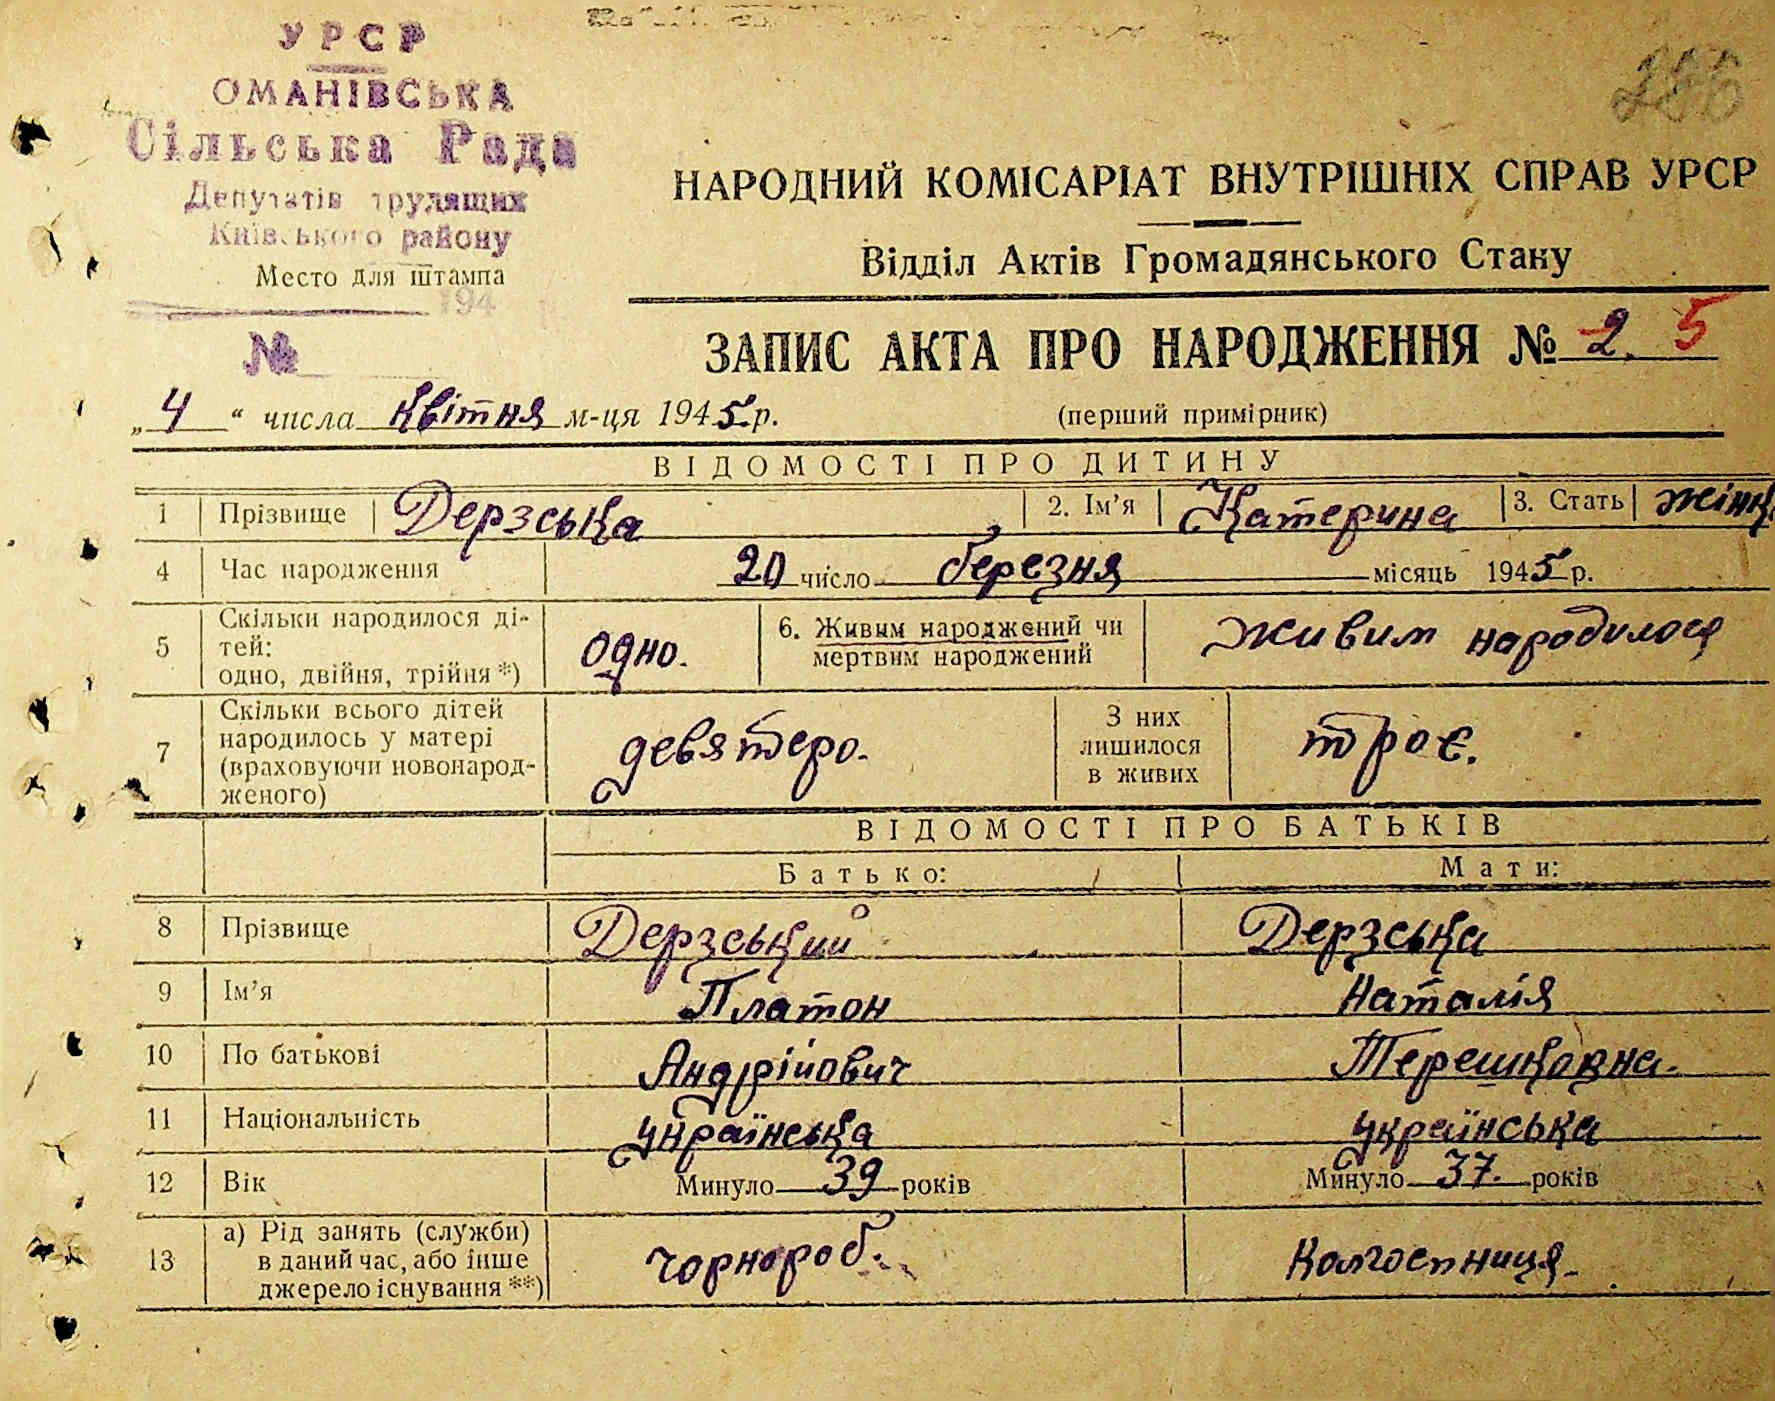 УРСР
ОМАНІВСЬКА
Сільська Рада
Депутатів трудящих
Київського району
Место для штампа
194
№
266
НАРОДНИЙ КОМІСАРІАТ ВНУТРІШНІХ СПРАВ УРСР
Відділ Актів Громадянського Стану
ЗАПИС АКТА ПРО НАРОДЖЕННЯ № 2. 5
„4“ числа квітня м-ця 1945 р. (перший примірник)
ВІДОМОСТІ ПРО ДИТИНУ
1 Прізвище Дерзська 2. Ім'я Катерина 3. Стать жінк.
4 Час народження 20 число березня місяць 1945 р.
5 Скільки народилося дітей: одно, двійня, трійня *) одно. 6. Живым народжений чи мертвим народжений живим народилося
7 Скільки всього дітей народилось у матері (враховуючи новонародженого) девятеро. З них лишилося в живих троє.
ВІДОМОСТІ ПРО БАТЬКІВ
Батько: Мати:
8 Прізвище Дерзський Дерзська
9 Ім'я Платон Наталія
10 По батькові Андрійович Терешковна.
11 Національність українська українська
12 Вік Минуло 39 років Минуло 37. років
13 а) Рід занять (служби) в даний час, або інше джерело існування **) чорнороб. Колгоспниця.